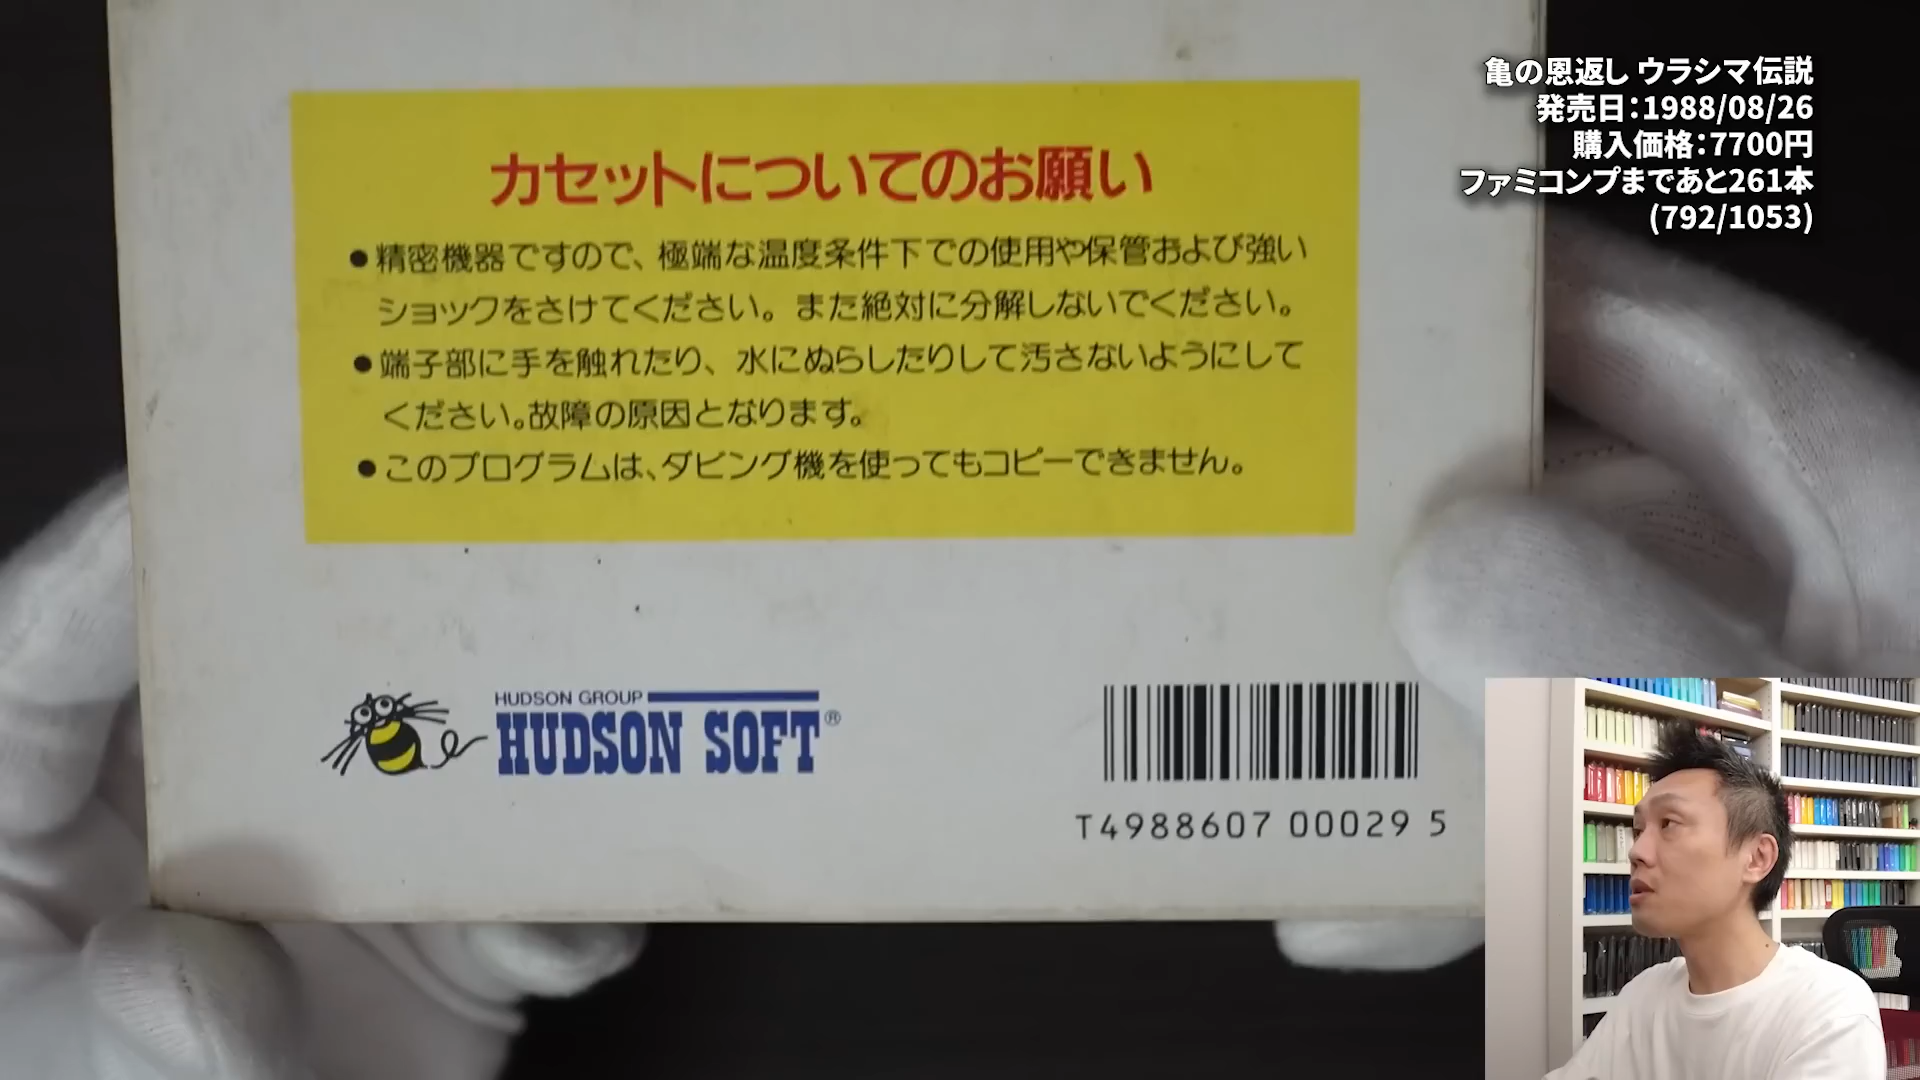 亀の恩返し ウラシマ伝説
発売日:1988/08/26
購入価格:7700円
ファミコンプまであと261本
(792/1053)
カセットについてのお願い
●精密機器ですので、極端な温度条件下での使用や保管および強い
ショックをさけてください。また絶対に分解しないでください。
●端子部に手を触れたり、水にぬらしたりして汚さないようにして
ください。故障の原因となります。
●このプログラムは、ダビング機を使ってもコピーできません。
HUDSON GROUP
HUDSON SOFT®
T4988607 00029 5